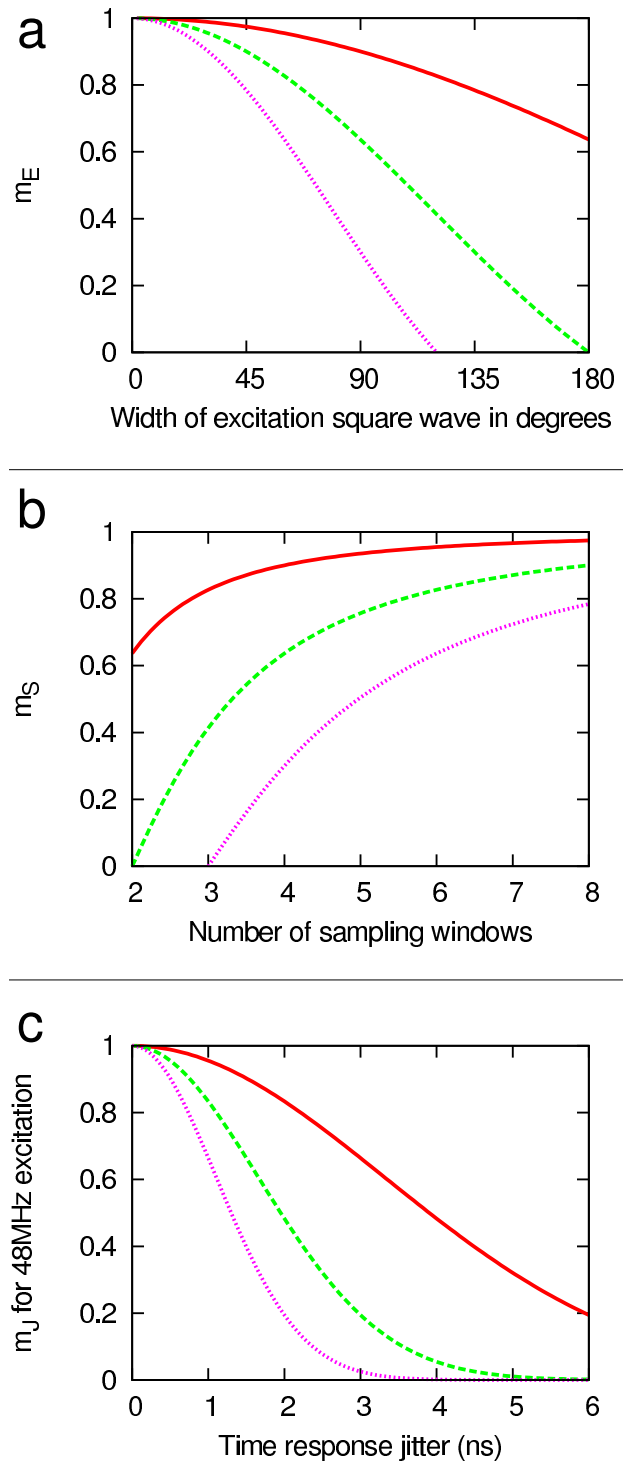 a
1
0.8
0.6
0.4
0.2
0
m_E
0 45 90 135 180
Width of excitation square wave in degrees
b
1
0.8
0.6
0.4
0.2
0
m_S
2 3 4 5 6 7 8
Number of sampling windows
c
1
0.8
0.6
0.4
0.2
0
m_J for 48MHz excitation
0 1 2 3 4 5 6
Time response jitter (ns)